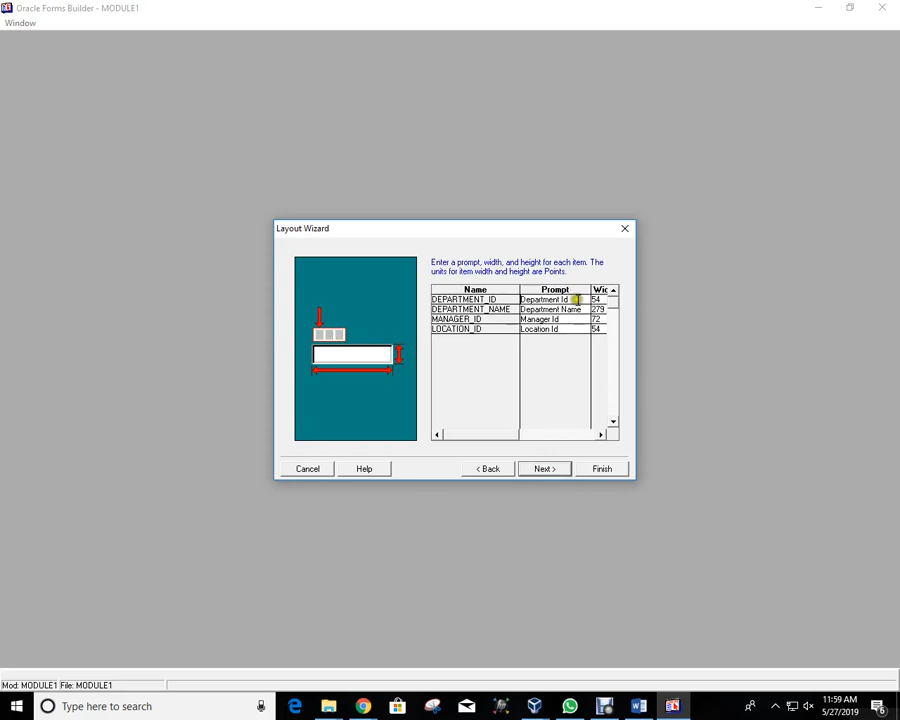 Oracle Forms Builder - MODULE1
Window
Layout Wizard
Enter a prompt, width, and height for each item. The
units for item width and height are Points.
Name Prompt Wic
DEPARTMENT_ID Department Id 54
DEPARTMENT_NAME Department Name 279
MANAGER_ID Manager Id 72
LOCATION_ID Location Id 54
Cancel Help < Back Next > Finish
Mod: MODULE1 File: MODULE1
Type here to search
11:59 AM
5/27/2019
6